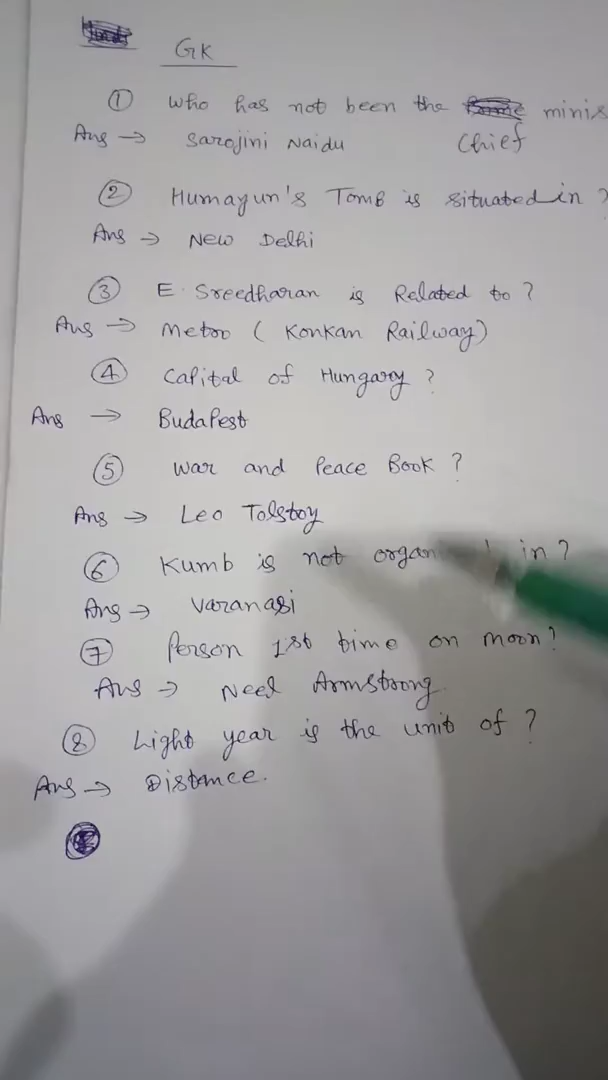 GK
① Who has not been the minis
Ans → Sarojini Naidu Chief
② Humayun's Tomb is situated in ?
Ans → New Delhi
③ E. Sreedharan is Related to ?
Ans → Metro ( Konkan Railway)
④ Capital of Hungary ?
Ans → Budapest
⑤ War and Peace Book ?
Ans → Leo Tolstoy
⑥ Kumb is not organ in ?
Ans → Varanasi
⑦ Person 1st time on moon?
Ans → Neel Armstrong
⑧ Light year is the unit of ?
Ans → Distance.